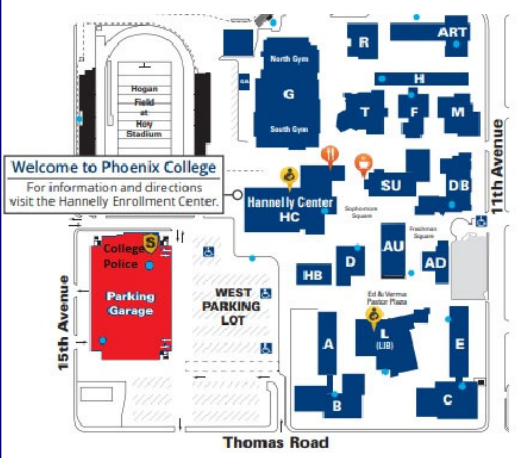 ART
R
North Gym
G
South Gym
GB
H
T
F
M
Hogan
Field
at
Hoy
Stadium
11th Avenue
Welcome to Phoenix College
For information and directions
visit the Hannelly Enrollment Center.
Hannelly Center
HC
SU
DB
Sophomore
Square
Freshman
Square
S
College
Police
Parking
Garage
15th Avenue
WEST
PARKING
LOT
HB
D
AU
AD
Ed & Verma
Pastor Plaza
A
L
(LIB)
E
B
C
Thomas Road